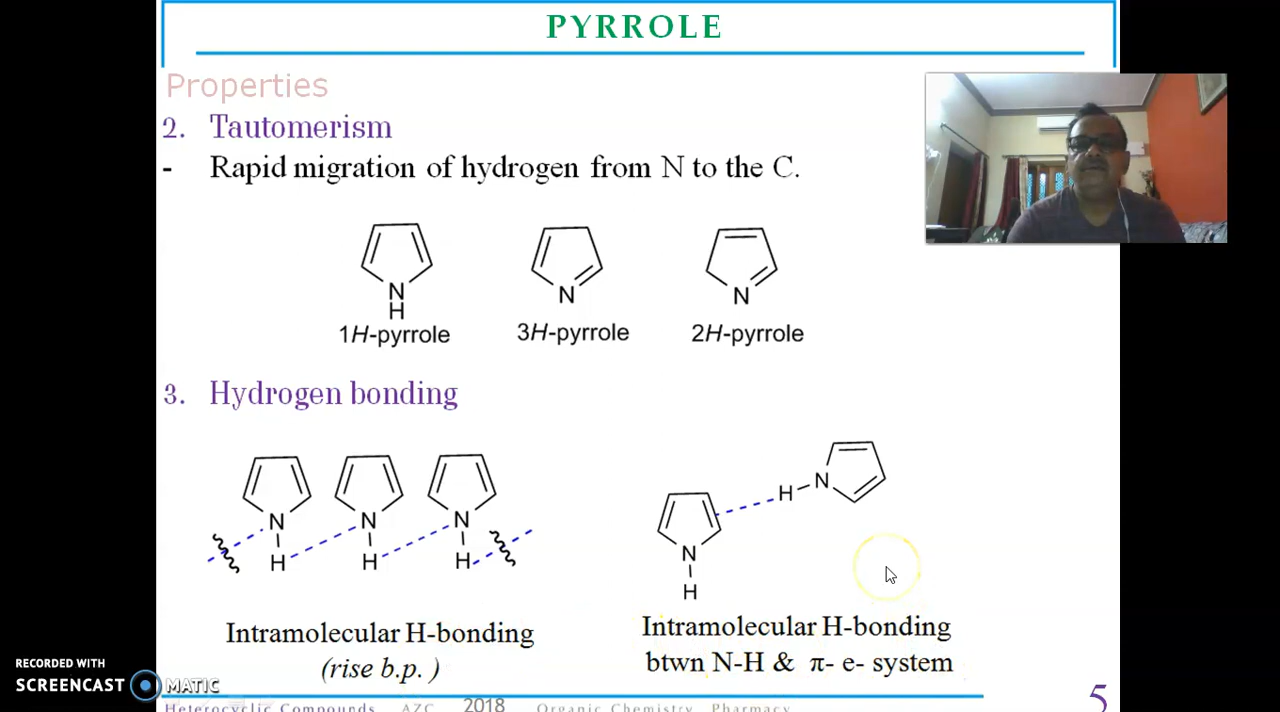 PYRROLE
Properties
2. Tautomerism
- Rapid migration of hydrogen from N to the C.
N
H
N
N
1H-pyrrole
3H-pyrrole
2H-pyrrole
3. Hydrogen bonding
N
N
N
H
H
H
H
N
N
H
Intramolecular H-bonding
(rise b.p. )
Intramolecular H-bonding
btwn N-H & π- e- system
RECORDED WITH
SCREENCAST MATIC
Heterocyclic Compounds AZC 2018 Organic Chemistry Pharmacy
5